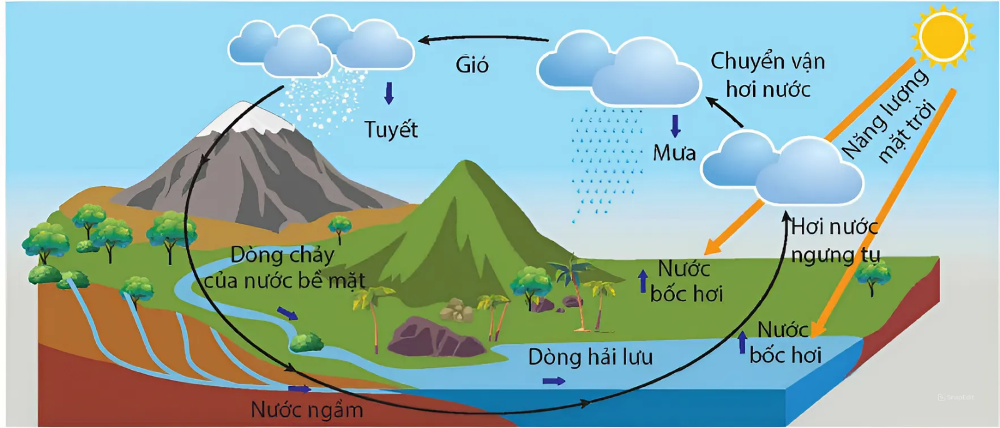 Gió
Chuyển vận
hơi nước
Năng lượng
mặt trời
Tuyết
Mưa
Hơi nước
ngưng tụ
Dòng chảy
của nước bề mặt
Nước
bốc hơi
Nước
bốc hơi
Dòng hải lưu
Nước ngầm
SnapEdit